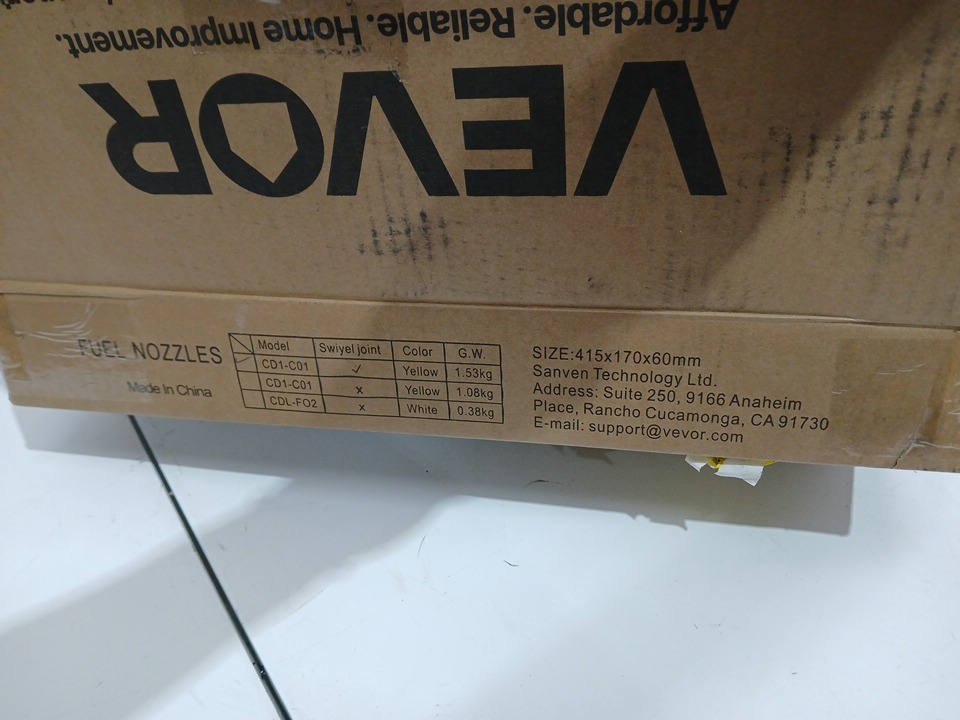 Affordable. Reliable. Home Improvement.
VEVOR
FUEL NOZZLES
Made In China
Model Swiyel joint Color G.W.
CD1-C01 ✓ Yellow 1.53kg
CD1-C01 x Yellow 1.08kg
CDL-FO2 x White 0.38kg
SIZE:415x170x60mm
Sanven Technology Ltd.
Address: Suite 250, 9166 Anaheim
Place, Rancho Cucamonga, CA 91730
E-mail: support@vevor.com